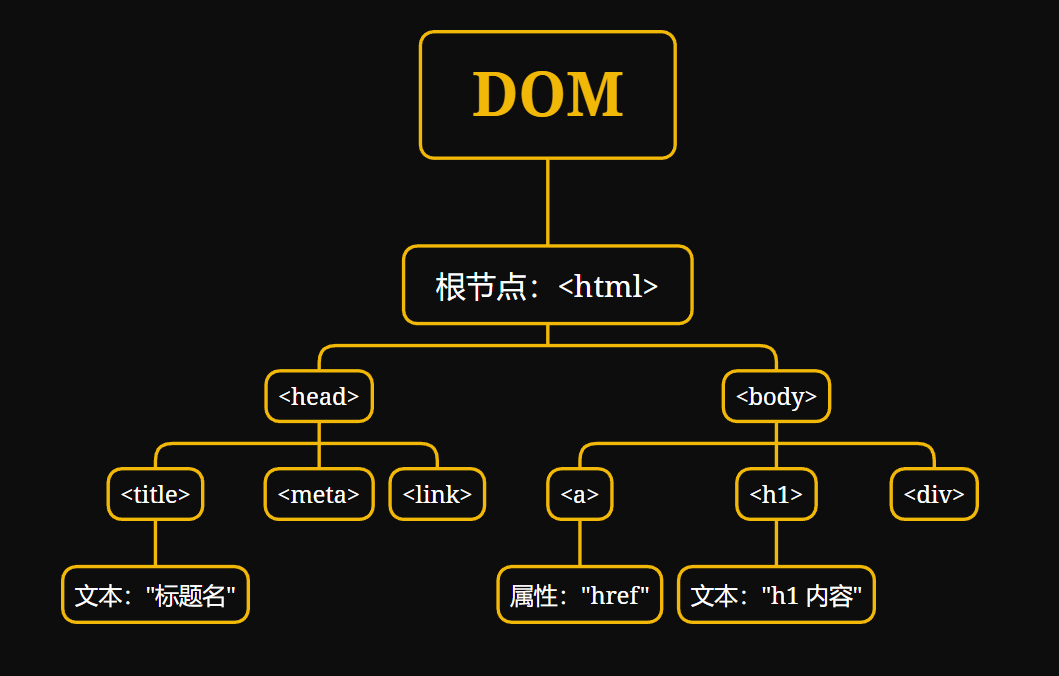 DOM
根节点：<html>
<head>
<body>
<title>
<meta>
<link>
<a>
<h1>
<div>
文本："标题名"
属性："href"
文本："h1 内容"